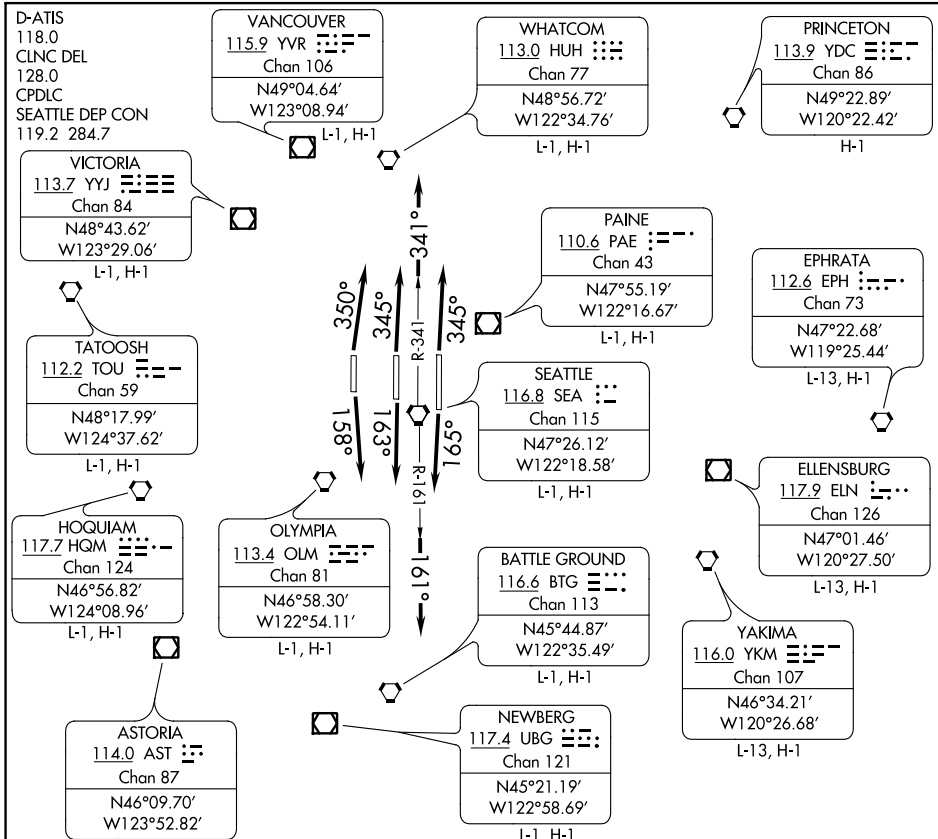 D-ATIS
118.0
CLNC DEL
128.0
CPDLC
SEATTLE DEP CON
119.2 284.7
VANCOUVER
115.9 YVR
Chan 106
N49°04.64′
W123°08.94′
L-1, H-1
WHATCOM
113.0 HUH
Chan 77
N48°56.72′
W122°34.76′
L-1, H-1
PRINCETON
113.9 YDC
Chan 86
N49°22.89′
W120°22.42′
H-1
VICTORIA
113.7 YYJ
Chan 84
N48°43.62′
W123°29.06′
L-1, H-1
PAINE
110.6 PAE
Chan 43
N47°55.19′
W122°16.67′
L-1, H-1
EPHRATA
112.6 EPH
Chan 73
N47°22.68′
W119°25.44′
L-13, H-1
341°
R-341
350°
345°
345°
TATOOSH
112.2 TOU
Chan 59
N48°17.99′
W124°37.62′
L-1, H-1
SEATTLE
116.8 SEA
Chan 115
N47°26.12′
W122°18.58′
L-1, H-1
158°
163°
165°
R-161
161°
HOQUIAM
117.7 HQM
Chan 124
N46°56.82′
W124°08.96′
L-1, H-1
OLYMPIA
113.4 OLM
Chan 81
N46°58.30′
W122°54.11′
L-1, H-1
ELLENSBURG
117.9 ELN
Chan 126
N47°01.46′
W120°27.50′
L-13, H-1
BATTLE GROUND
116.6 BTG
Chan 113
N45°44.87′
W122°35.49′
L-1, H-1
YAKIMA
116.0 YKM
Chan 107
N46°34.21′
W120°26.68′
L-13, H-1
ASTORIA
114.0 AST
Chan 87
N46°09.70′
W123°52.82′
NEWBERG
117.4 UBG
Chan 121
N45°21.19′
W122°58.69′
L-1, H-1